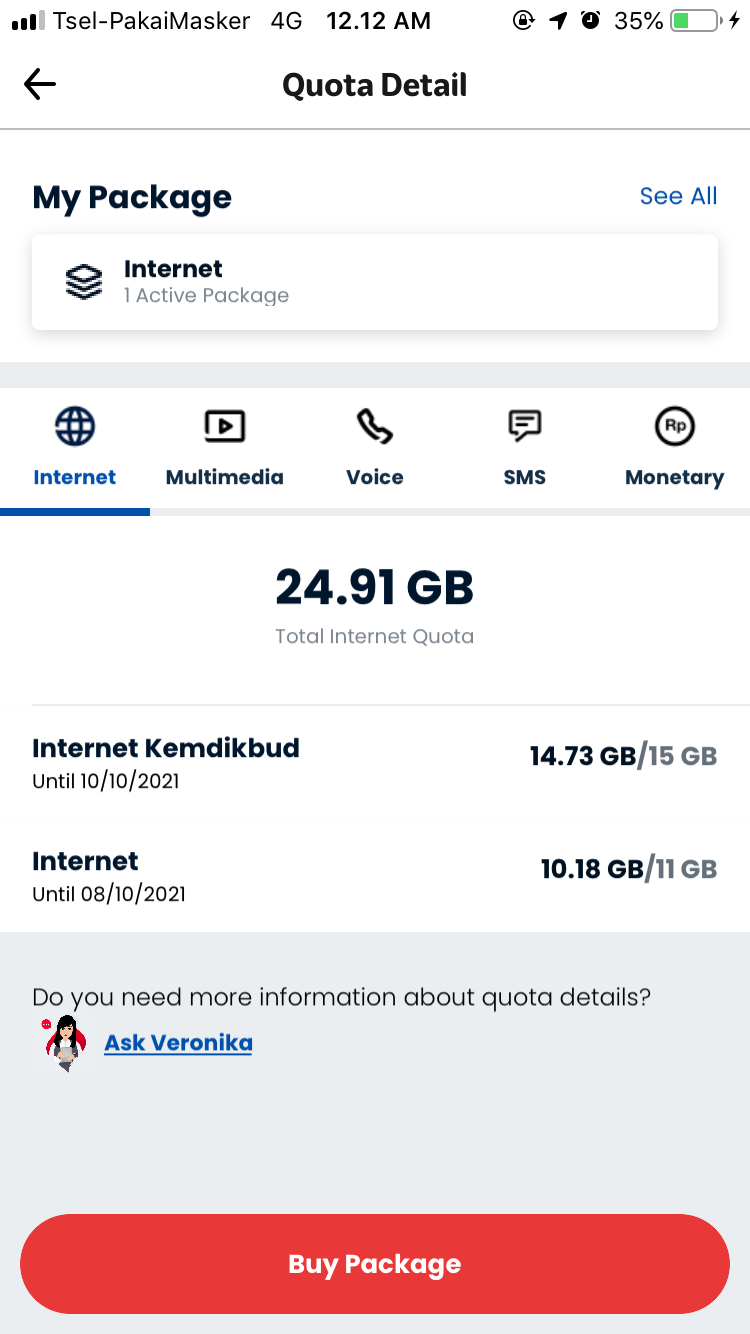 Tsel-PakaiMasker 4G 12.12 AM 35%
Quota Detail
My Package See All
Internet
1 Active Package
Rp
Internet Multimedia Voice SMS Monetary
24.91 GB
Total Internet Quota
Internet Kemdikbud 14.73 GB/15 GB
Until 10/10/2021
Internet 10.18 GB/11 GB
Until 08/10/2021
Do you need more information about quota details?
Ask Veronika
Buy Package